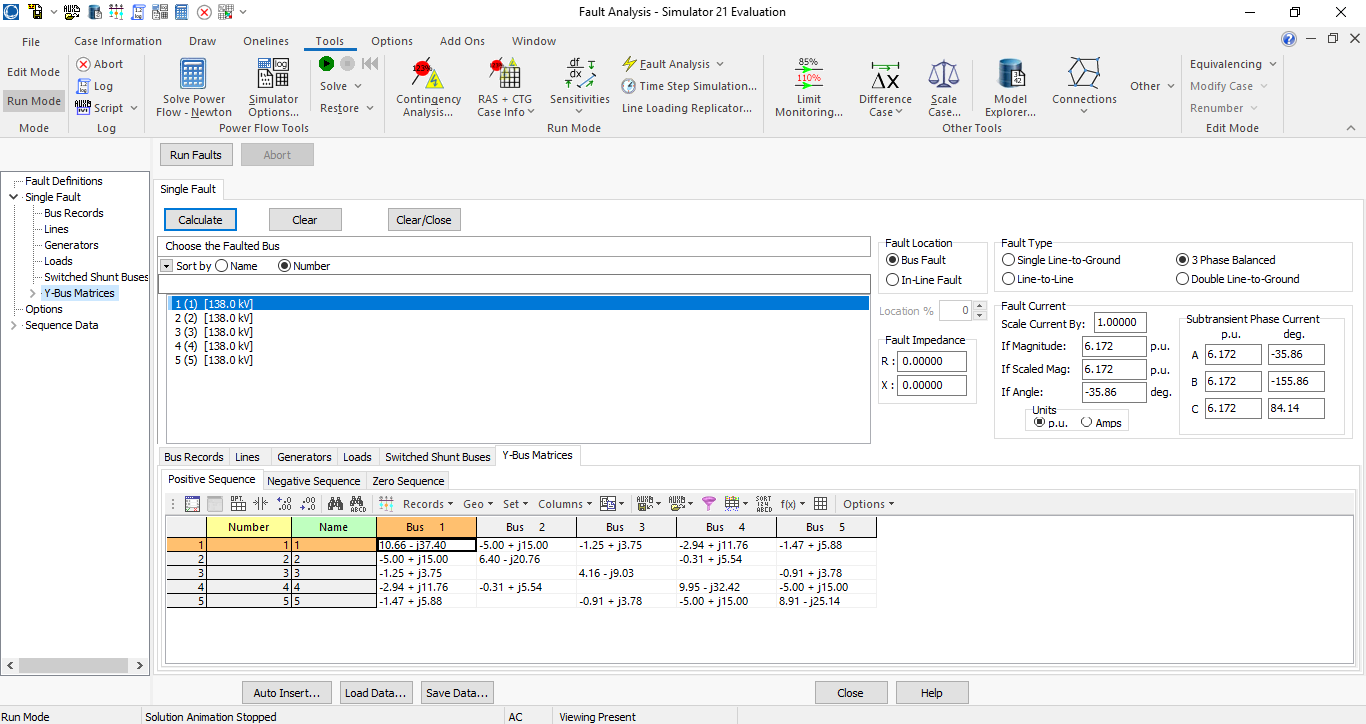 Fault Analysis - Simulator 21 Evaluation
File Case Information Draw Onelines Tools Options Add Ons Window
Edit Mode
Run Mode
Mode
Abort
Log
Script
Log
Solve Power
Flow - Newton
Simulator
Options...
Solve
Restore
Power Flow Tools
Contingency
Analysis...
RAS + CTG
Case Info
Sensitivities
Fault Analysis
Time Step Simulation...
Line Loading Replicator...
Run Mode
85%
110%
Limit
Monitoring...
Difference
Case
Scale
Case...
Model
Explorer...
Connections
Other
Other Tools
Equivalencing
Modify Case
Renumber
Edit Mode
Run Faults Abort
Fault Definitions
Single Fault
Bus Records
Lines
Generators
Loads
Switched Shunt Buses
Y-Bus Matrices
Options
Sequence Data
Single Fault
Calculate Clear Clear/Close
Choose the Faulted Bus
Sort by Name Number
1 (1) [138.0 kV]
2 (2) [138.0 kV]
3 (3) [138.0 kV]
4 (4) [138.0 kV]
5 (5) [138.0 kV]
Fault Location
Bus Fault
In-Line Fault
Location % 0
Fault Impedance
R : 0.00000
X : 0.00000
Fault Type
Single Line-to-Ground 3 Phase Balanced
Line-to-Line Double Line-to-Ground
Fault Current
Scale Current By: 1.00000
If Magnitude: 6.172 p.u.
If Scaled Mag: 6.172 p.u.
If Angle: -35.86 deg.
Units
p.u. Amps
Subtransient Phase Current
p.u. deg.
A 6.172 -35.86
B 6.172 -155.86
C 6.172 84.14
Bus Records Lines Generators Loads Switched Shunt Buses Y-Bus Matrices
Positive Sequence Negative Sequence Zero Sequence
Records Geo Set Columns f(x) Options
Number Name Bus 1 Bus 2 Bus 3 Bus 4 Bus 5
1 1 1 10.66 - j37.40 -5.00 + j15.00 -1.25 + j3.75 -2.94 + j11.76 -1.47 + j5.88
2 2 2 -5.00 + j15.00 6.40 - j20.76 -0.31 + j5.54
3 3 3 -1.25 + j3.75 4.16 - j9.03 -0.91 + j3.78
4 4 4 -2.94 + j11.76 -0.31 + j5.54 9.95 - j32.42 -5.00 + j15.00
5 5 5 -1.47 + j5.88 -0.91 + j3.78 -5.00 + j15.00 8.91 - j25.14
Auto Insert... Load Data... Save Data... Close Help
Run Mode Solution Animation Stopped AC Viewing Present